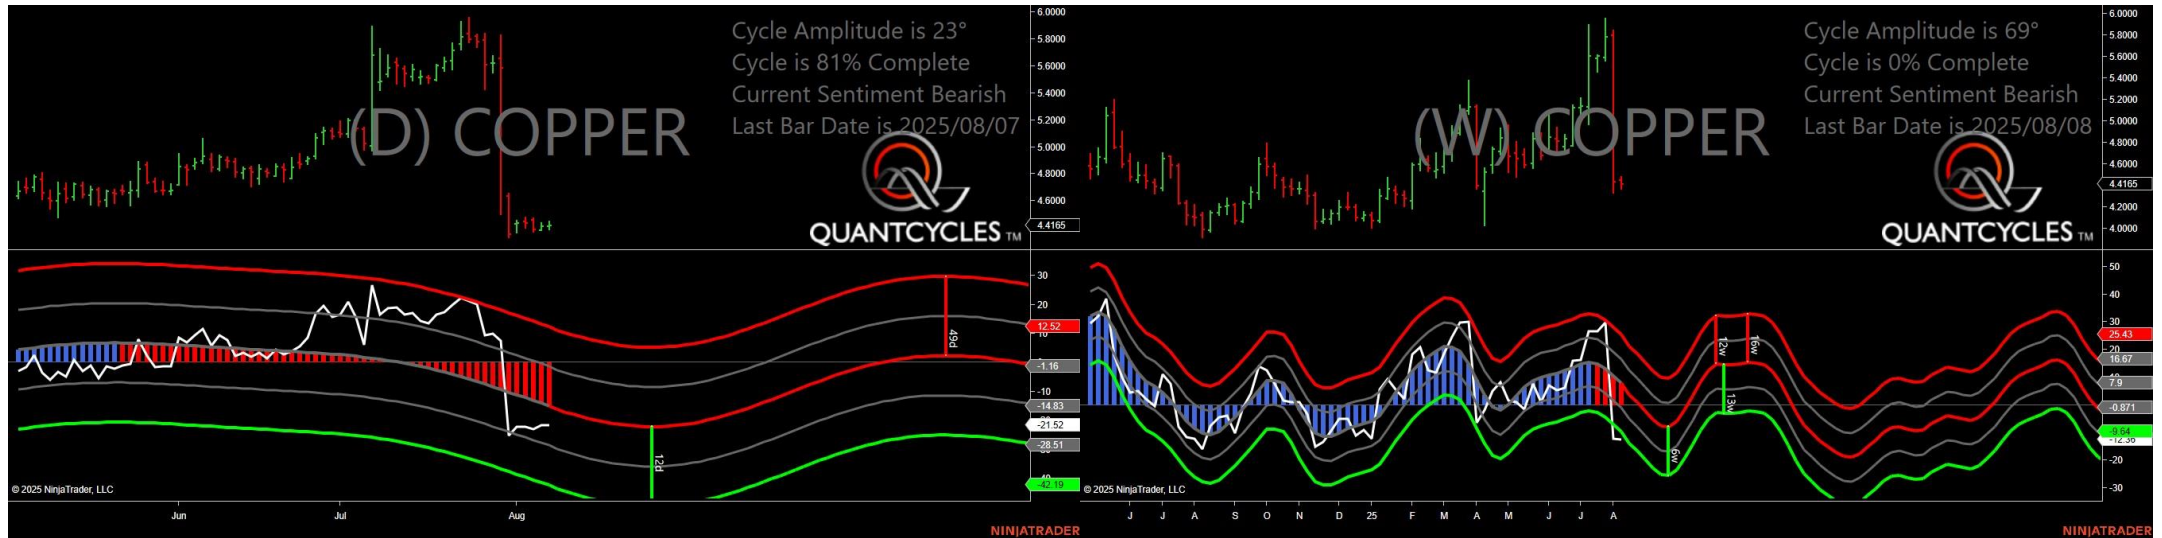 Cycle Amplitude is 23°
Cycle is 81% Complete
Current Sentiment Bearish
Last Bar Date is 2025/08/07
(D) COPPER
QUANTCYCLES TM
6.0000
5.8000
5.6000
5.4000
5.2000
5.0000
4.8000
4.6000
4.4165
30
20
12.52
-1.16
-10
-14.83
-21.52
-28.51
-42.19
49d
12d
© 2025 NinjaTrader, LLC
Jun Jul Aug
NINJATRADER
Cycle Amplitude is 69°
Cycle is 0% Complete
Current Sentiment Bearish
Last Bar Date is 2025/08/08
(W) COPPER
QUANTCYCLES TM
6.0000
5.8000
5.6000
5.4000
5.2000
5.0000
4.8000
4.6000
4.4165
4.2000
4.0000
50
40
30
25.43
20
16.67
7.9
-0.871
-9.64
-12.36
-20
-30
12w
16w
13w
6w
© 2025 NinjaTrader, LLC
J J A S O N D 25 F M A M J J A
NINJATRADER